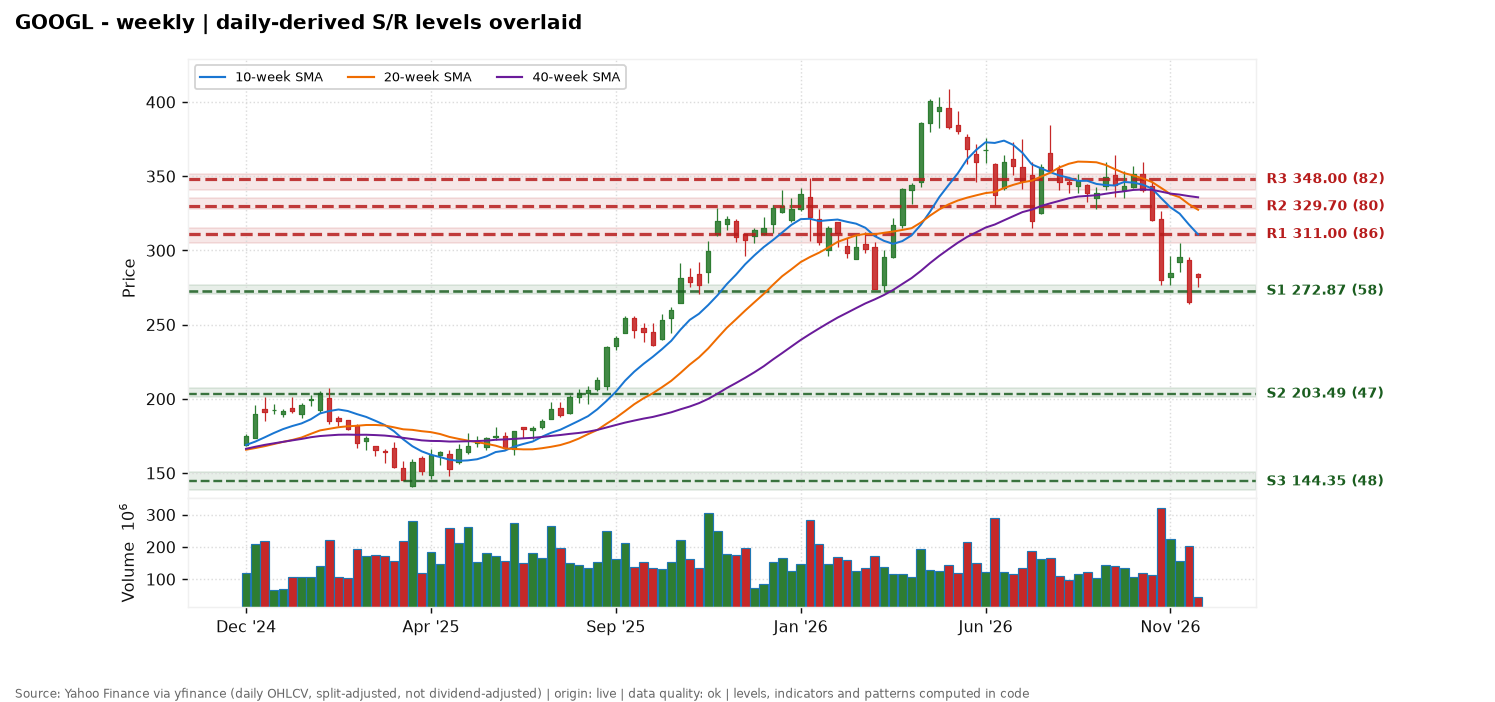 GOOGL - weekly | daily-derived S/R levels overlaid
10-week SMA 20-week SMA 40-week SMA
Price
400
350
300
250
200
150
R3 348.00 (82)
R2 329.70 (80)
R1 311.00 (86)
S1 272.87 (58)
S2 203.49 (47)
S3 144.35 (48)
Volume 10⁶
300
200
100
Dec '24 Apr '25 Sep '25 Jan '26 Jun '26 Nov '26
Source: Yahoo Finance via yfinance (daily OHLCV, split-adjusted, not dividend-adjusted) | origin: live | data quality: ok | levels, indicators and patterns computed in code